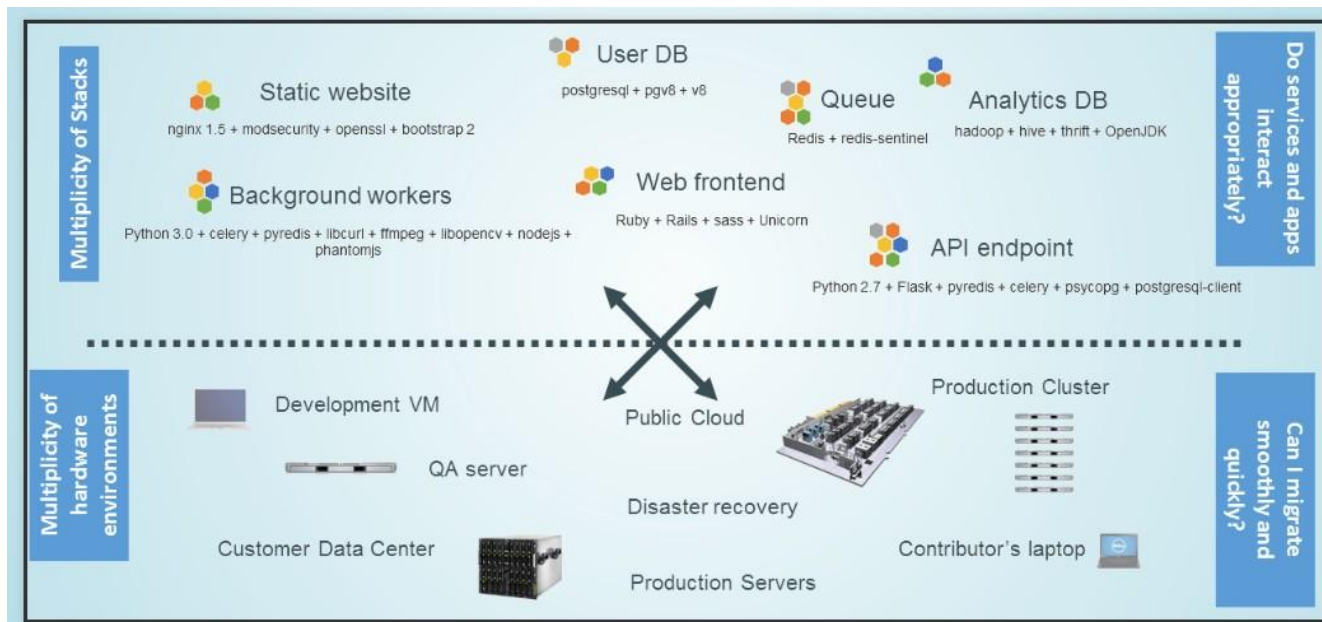 Multiplicity of Stacks
Static website
nginx 1.5 + modsecurity + openssl + bootstrap 2
User DB
postgresql + pgv8 + v8
Queue
Redis + redis-sentinel
Analytics DB
hadoop + hive + thrift + OpenJDK
Do services and apps
interact
appropriately?
Background workers
Python 3.0 + celery + pyredis + libcurl + ffmpeg + libopencv + nodejs +
phantomjs
Web frontend
Ruby + Rails + sass + Unicorn
API endpoint
Python 2.7 + Flask + pyredis + celery + psycopg + postgresql-client
Multiplicity of
hardware
environments
Development VM
QA server
Customer Data Center
Public Cloud
Disaster recovery
Production Servers
Production Cluster
Contributor's laptop
Can I migrate
smoothly and
quickly?